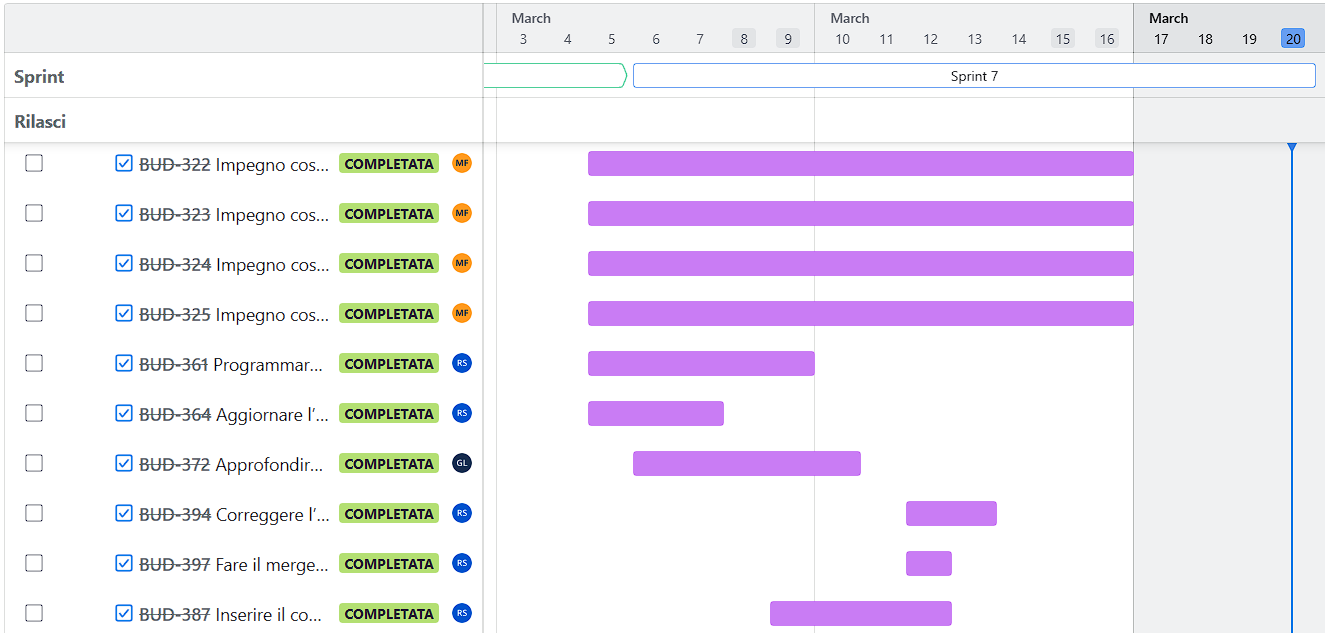 March March March
3 4 5 6 7 8 9 10 11 12 13 14 15 16 17 18 19 20
Sprint Sprint 7
Rilasci
BUD-322 Impegno cos... COMPLETATA MF
BUD-323 Impegno cos... COMPLETATA MF
BUD-324 Impegno cos... COMPLETATA MF
BUD-325 Impegno cos... COMPLETATA MF
BUD-361 Programmar... COMPLETATA RS
BUD-364 Aggiornare l'... COMPLETATA RS
BUD-372 Approfondir... COMPLETATA GL
BUD-394 Correggere l'... COMPLETATA RS
BUD-397 Fare il merge... COMPLETATA RS
BUD-387 Inserire il co... COMPLETATA RS